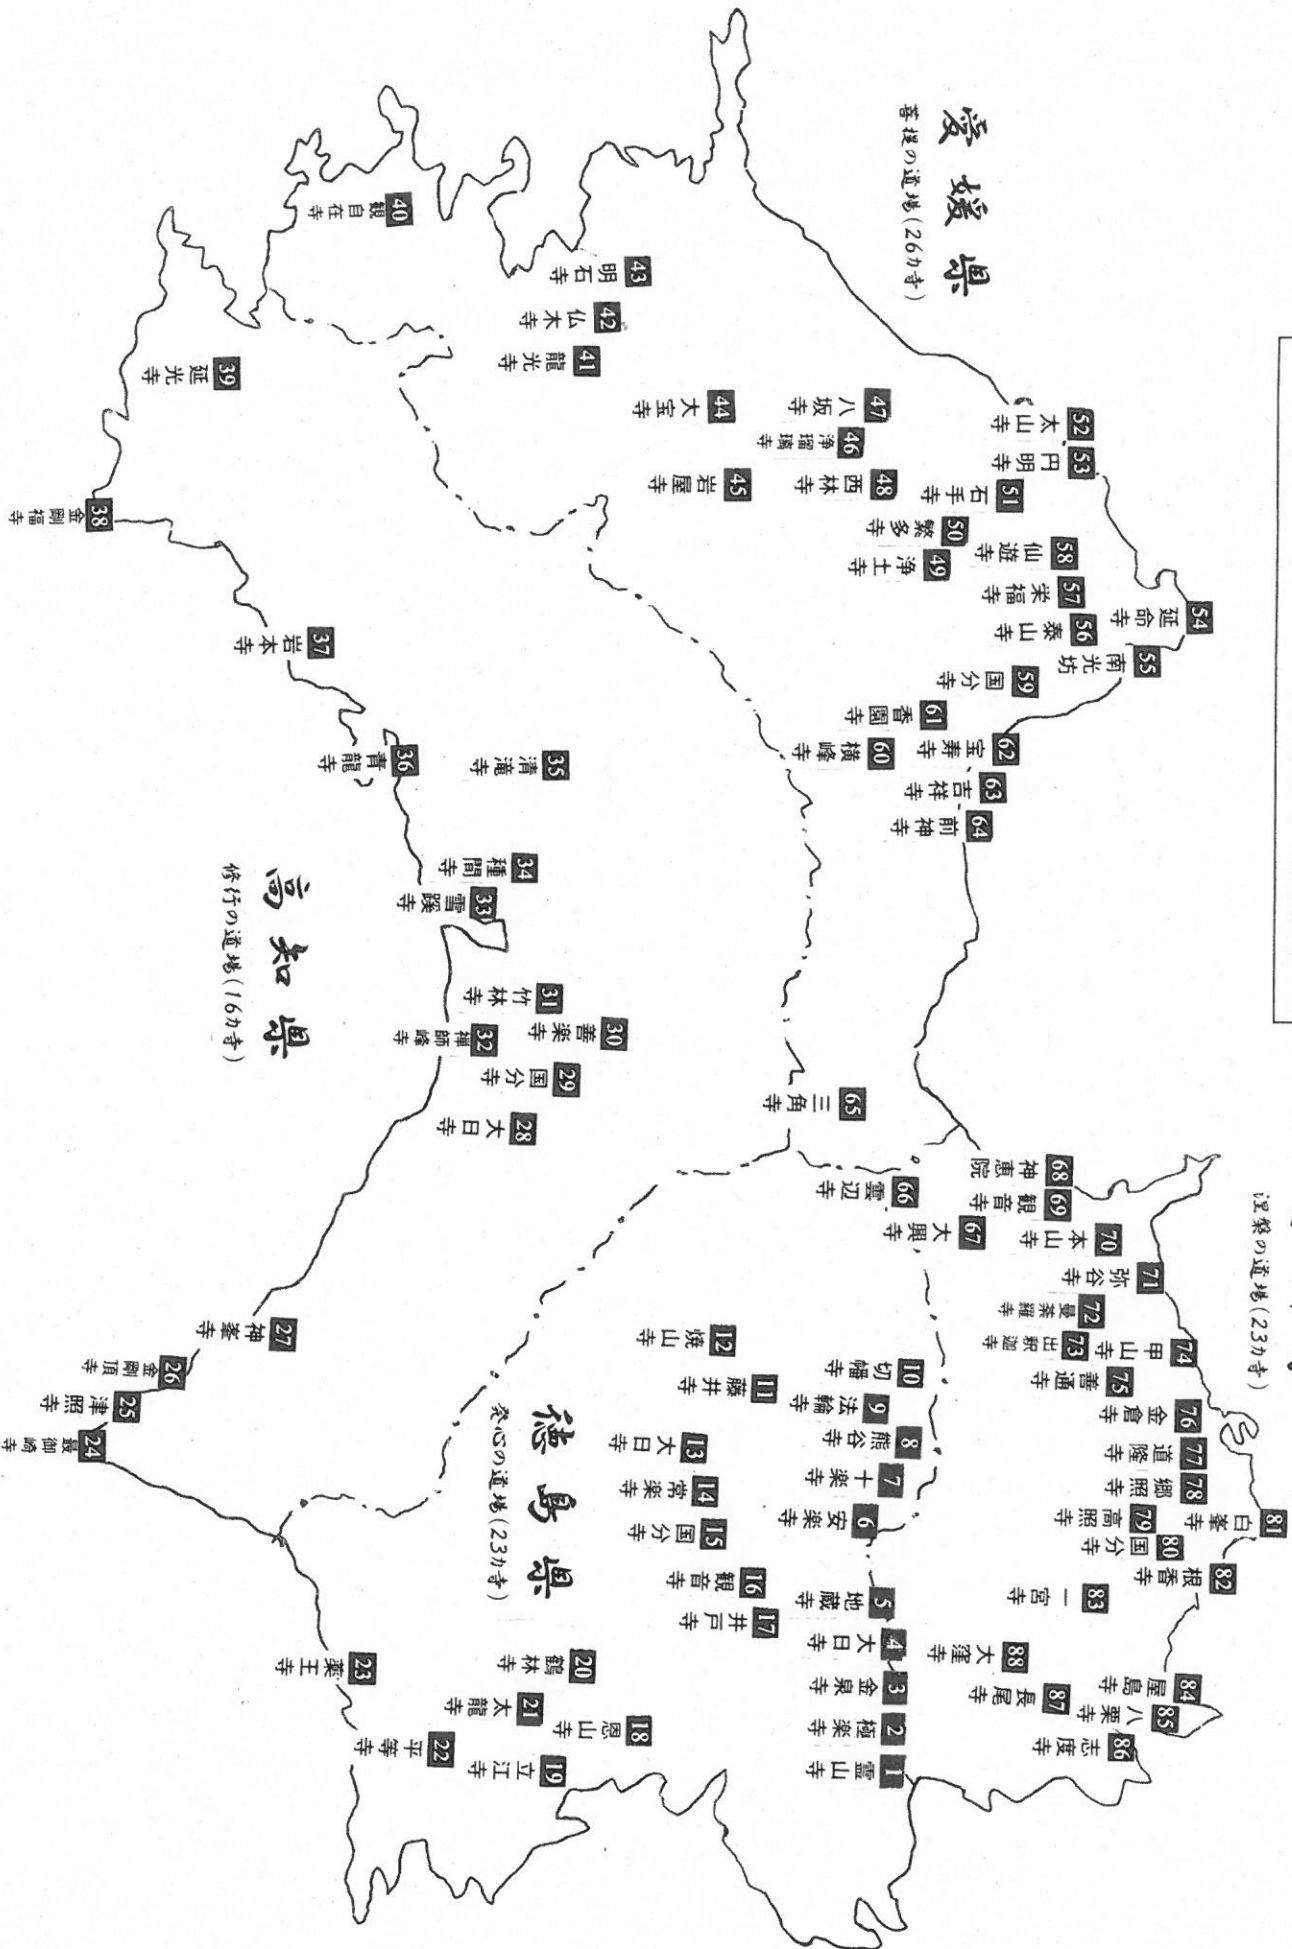 愛媛県
菩提の道場(26カ寺)
高知県
修行の道場(16カ寺)
徳島県
発心の道場(23カ寺)
涅槃の道場(23カ寺)
1 霊山寺
2 極楽寺
3 金泉寺
4 大日寺
5 地蔵寺
6 安楽寺
7 十楽寺
8 熊谷寺
9 法輪寺
10 切幡寺
11 藤井寺
12 焼山寺
13 大日寺
14 常楽寺
15 国分寺
16 観音寺
17 井戸寺
18 恩山寺
19 立江寺
20 鶴林寺
21 太龍寺
22 平等寺
23 薬王寺
24 最御崎寺
25 津照寺
26 金剛頂寺
27 神峯寺
28 大日寺
29 国分寺
30 善楽寺
31 竹林寺
32 禅師峰寺
33 雪蹊寺
34 種間寺
35 清滝寺
36 青龍寺
37 岩本寺
38 金剛福寺
39 延光寺
40 観自在寺
41 龍光寺
42 仏木寺
43 明石寺
44 大宝寺
45 岩屋寺
46 浄瑠璃寺
47 八坂寺
48 西林寺
49 浄土寺
50 繁多寺
51 石手寺
52 太山寺
53 円明寺
54 延命寺
55 南光坊
56 泰山寺
57 栄福寺
58 仙遊寺
59 国分寺
60 横峰寺
61 香園寺
62 宝寿寺
63 吉祥寺
64 前神寺
65 三角寺
66 雲辺寺
67 大興寺
68 神恵院
69 観音寺
70 本山寺
71 弥谷寺
72 曼荼羅寺
73 出釈迦寺
74 甲山寺
75 善通寺
76 金倉寺
77 道隆寺
78 郷照寺
79 高照寺
80 国分寺
81 白峯寺
82 根香寺
83 一宮寺
84 屋島寺
85 八栗寺
86 志度寺
87 長尾寺
88 大窪寺